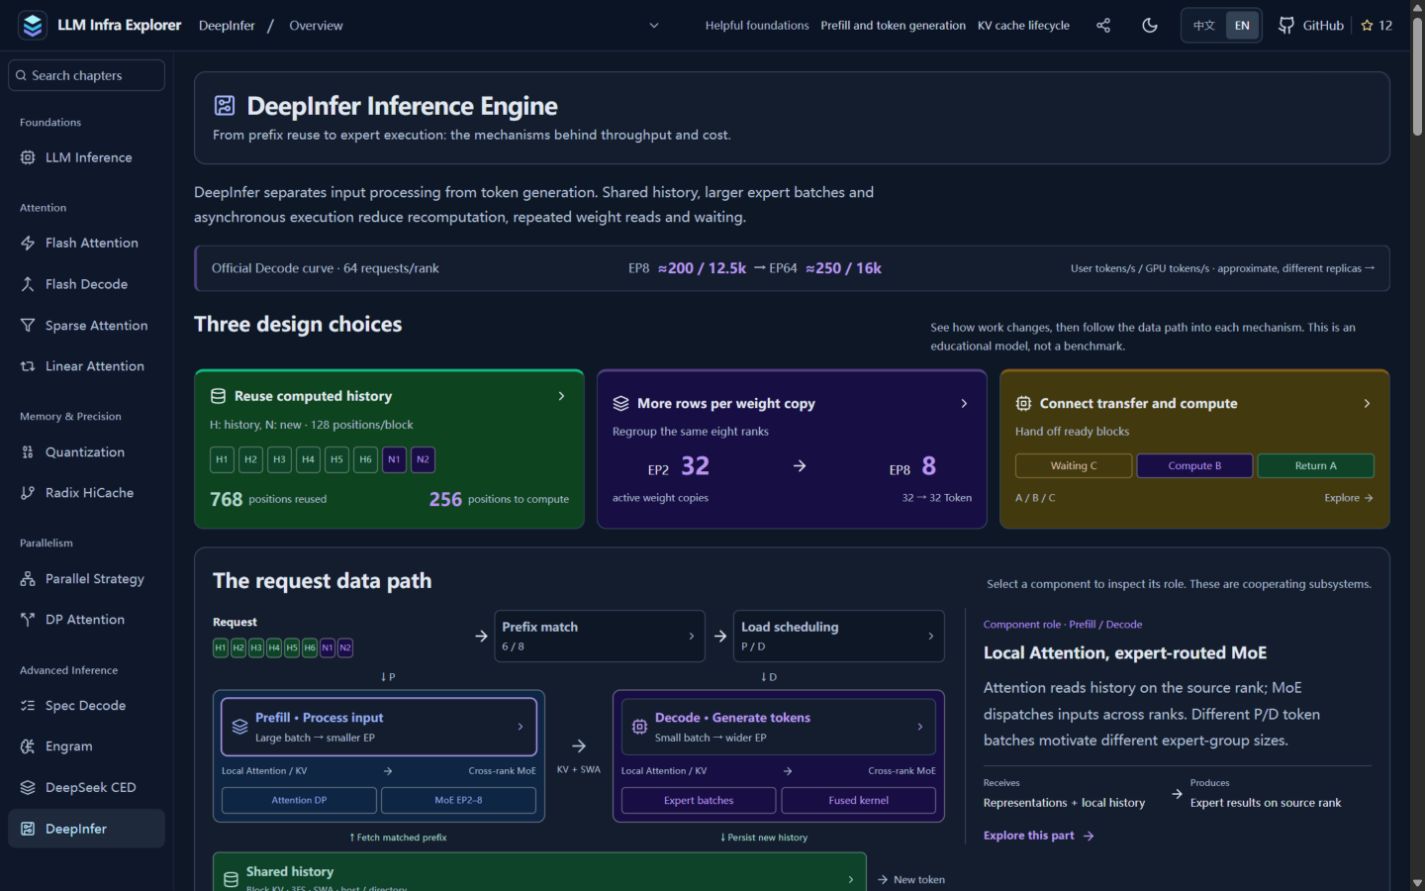 LLM Infra Explorer
DeepInfer / Overview
Helpful foundations
Prefill and token generation
KV cache lifecycle
中文
EN
GitHub
12
Search chapters
Foundations
LLM Inference
Attention
Flash Attention
Flash Decode
Sparse Attention
Linear Attention
Memory & Precision
Quantization
Radix HiCache
Parallelism
Parallel Strategy
DP Attention
Advanced Inference
Spec Decode
Engram
DeepSeek CED
DeepInfer
DeepInfer Inference Engine
From prefix reuse to expert execution: the mechanisms behind throughput and cost.
DeepInfer separates input processing from token generation. Shared history, larger expert batches and
asynchronous execution reduce recomputation, repeated weight reads and waiting.
Official Decode curve · 64 requests/rank
EP8 ≈200 / 12.5k → EP64 ≈250 / 16k
User tokens/s / GPU tokens/s · approximate, different replicas →
Three design choices
See how work changes, then follow the data path into each mechanism. This is an
educational model, not a benchmark.
Reuse computed history
H: history, N: new · 128 positions/block
H1 H2 H3 H4 H5 H6 N1 N2
768 positions reused
256 positions to compute
More rows per weight copy
Regroup the same eight ranks
EP2 32 → EP8 8
active weight copies
32 → 32 Token
Connect transfer and compute
Hand off ready blocks
Waiting C
Compute B
Return A
A / B / C
Explore →
The request data path
Select a component to inspect its role. These are cooperating subsystems.
Request
H1 H2 H3 H4 H5 H6 N1 N2
→
Prefix match
6 / 8
→
Load scheduling
P / D
↓ P
↓ D
Prefill • Process input
Large batch → smaller EP
Local Attention / KV → Cross-rank MoE
Attention DP
MoE EP2–8
→
KV + SWA
Decode • Generate tokens
Small batch → wider EP
Local Attention / KV → Cross-rank MoE
Expert batches
Fused kernel
↑ Fetch matched prefix
↓ Persist new history
Shared history
Block KV · 3FS · SWA · host / directory
→ New token
Component role · Prefill / Decode
Local Attention, expert-routed MoE
Attention reads history on the source rank; MoE
dispatches inputs across ranks. Different P/D token
batches motivate different expert-group sizes.
Receives
Representations + local history
→
Produces
Expert results on source rank
Explore this part →